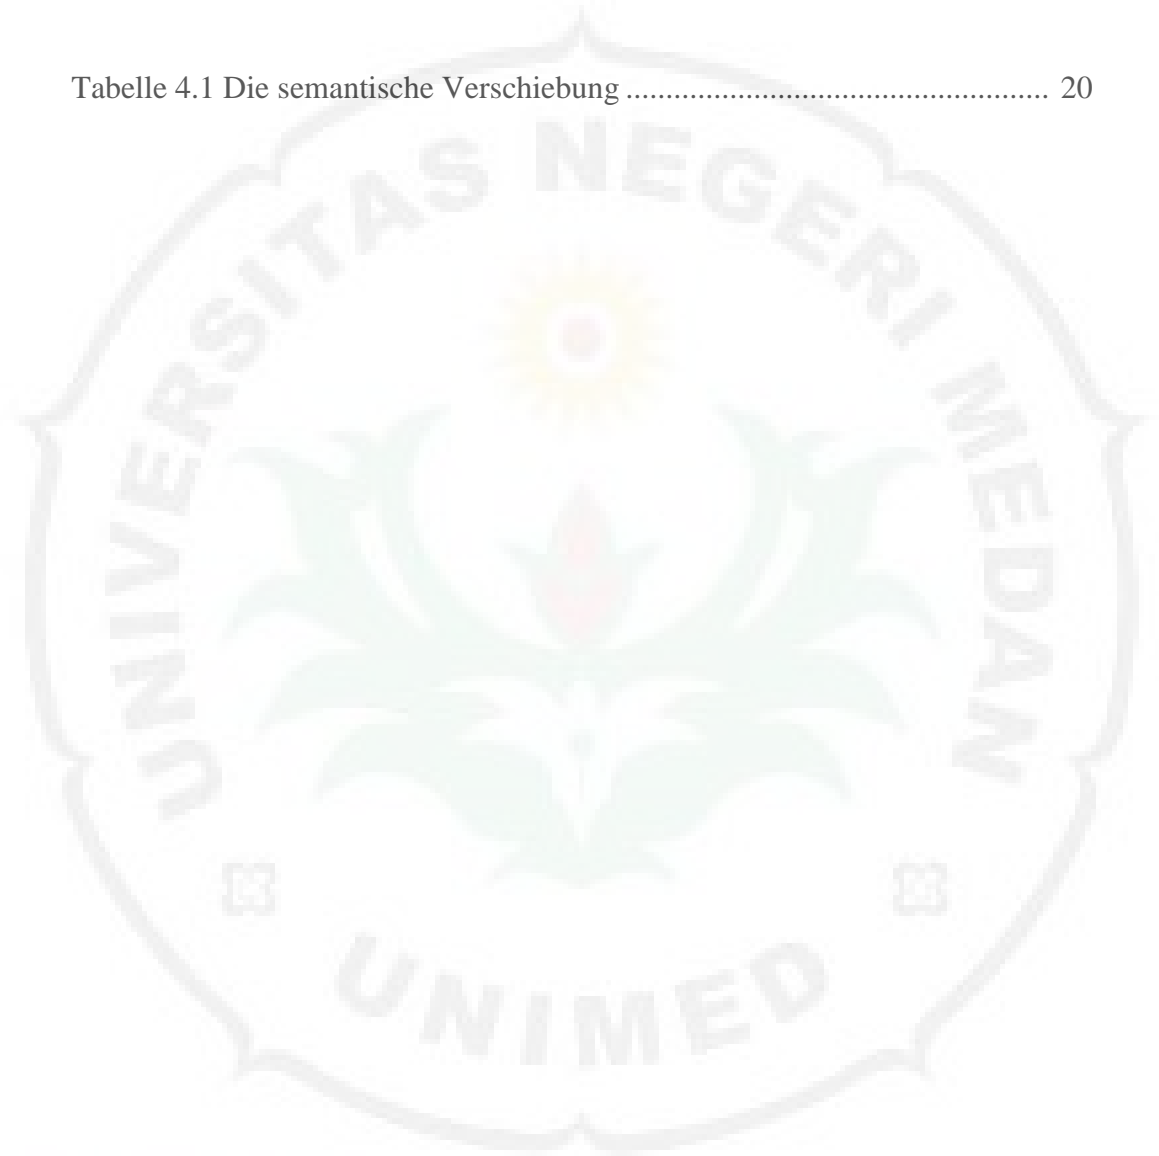 Tabelle 4.1 Die semantische Verschiebung ..................................................... 20
UNIVERSITAS NEGERI MEDAN
UNIMED